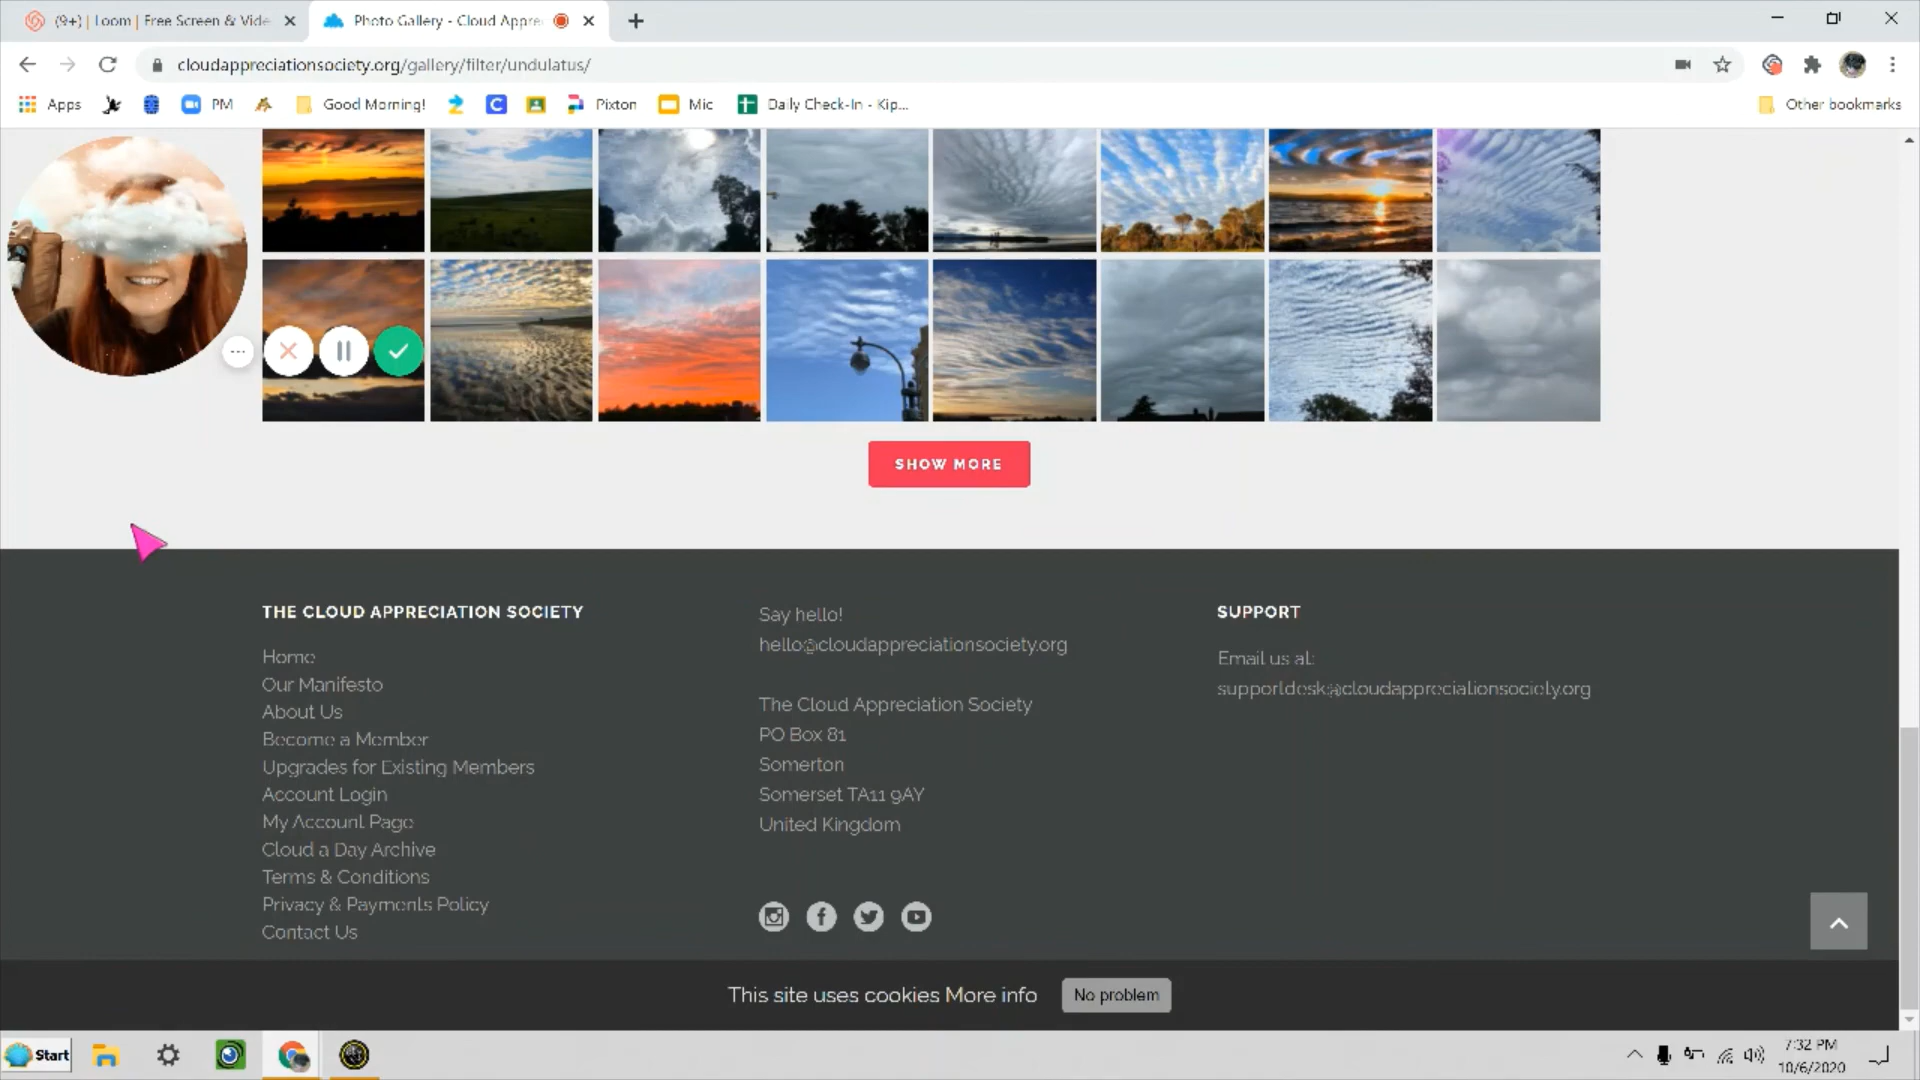 (9+) | Loom | Free Screen & Vide
Photo Gallery - Cloud Appre
cloudappreciationsociety.org/gallery/filter/undulatus/
Apps
PM
Good Morning!
Pixton
Mic
Daily Check-In - Kip...
Other bookmarks
SHOW MORE
THE CLOUD APPRECIATION SOCIETY
Home
Our Manifesto
About Us
Become a Member
Upgrades for Existing Members
Account Login
My Account Page
Cloud a Day Archive
Terms & Conditions
Privacy & Payments Policy
Contact Us
Say hello!
hello@cloudappreciationsociety.org
The Cloud Appreciation Society
PO Box 81
Somerton
Somerset TA11 9AY
United Kingdom
SUPPORT
Email us at:
supportdesk@cloudappreciationsociety.org
This site uses cookies More info
No problem
Start
7:32 PM
10/6/2020